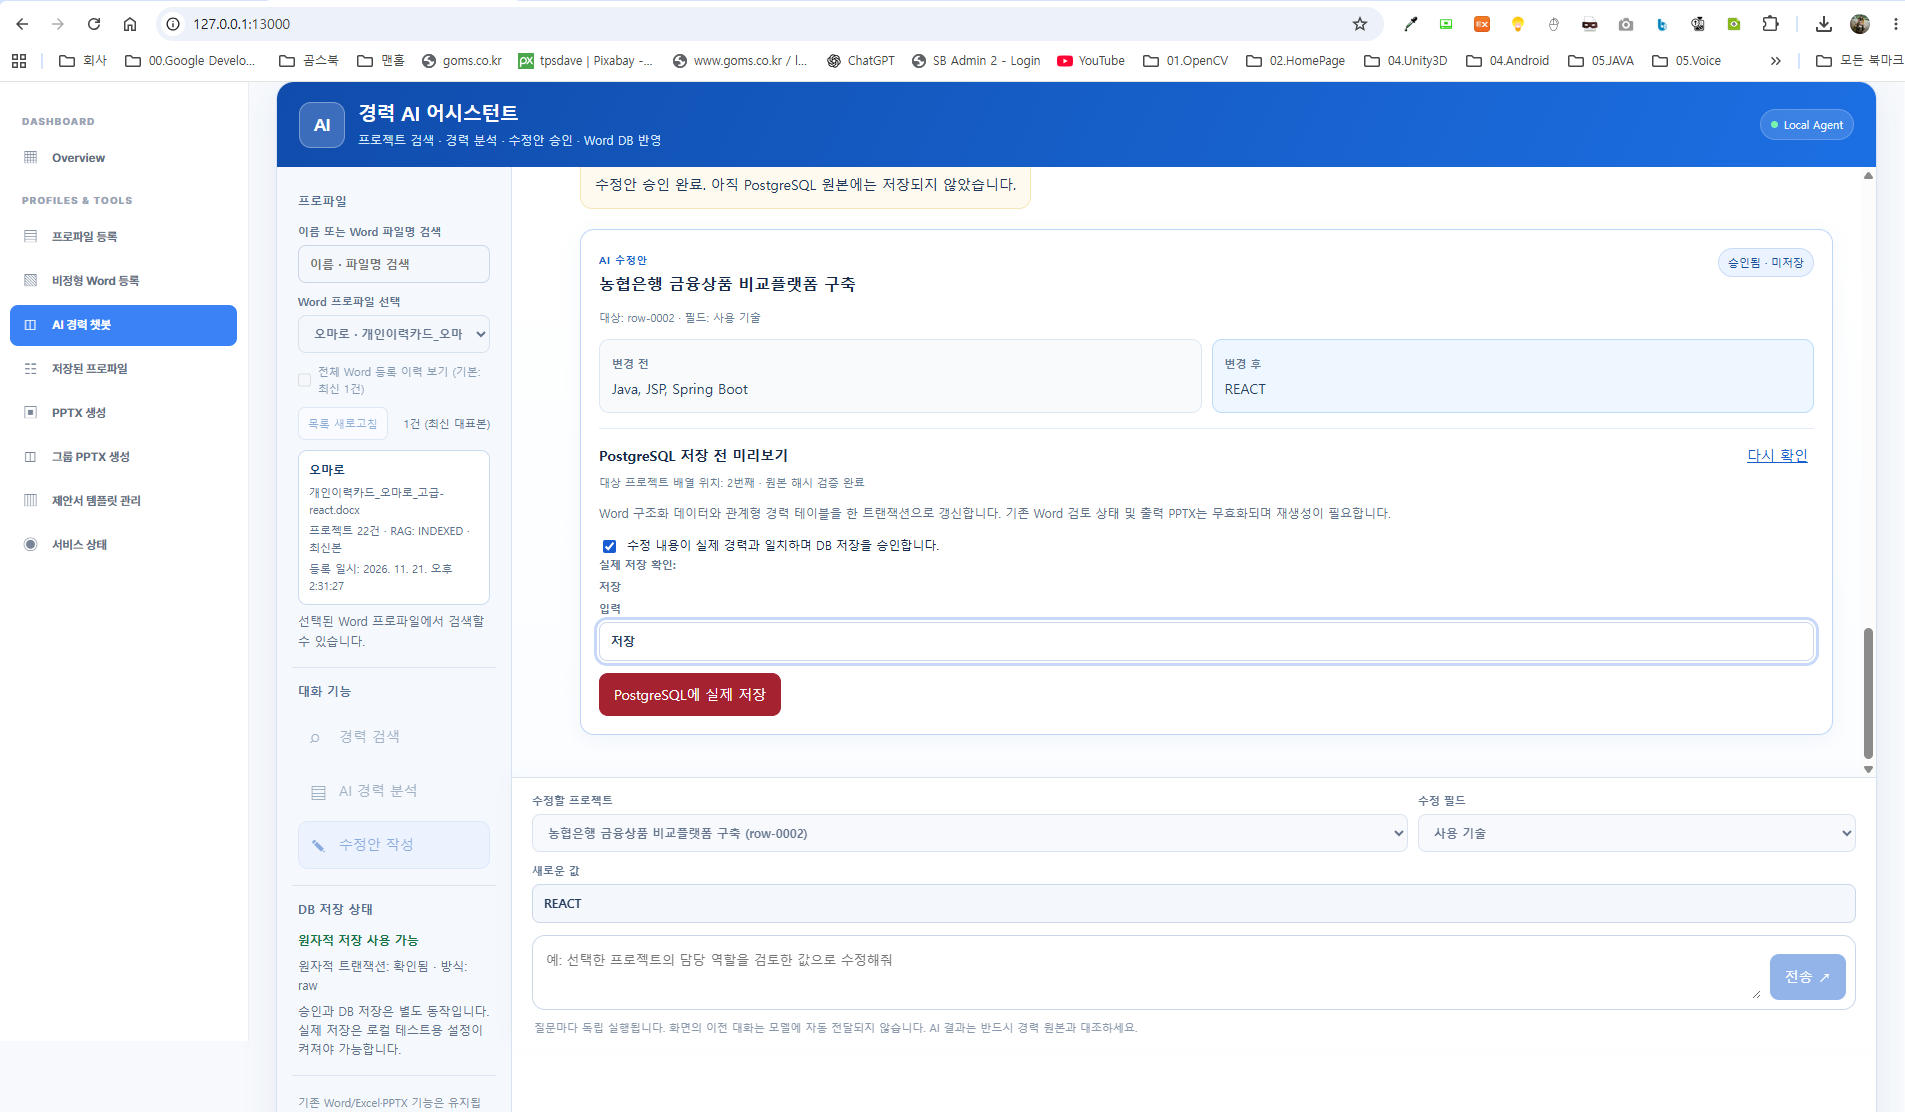 127.0.0.1:13000
회사
00.Google Develo...
곰스북
맨홀
goms.co.kr
px
tpsdave | Pixabay -...
www.goms.co.kr / l...
ChatGPT
SB Admin 2 - Login
YouTube
01.OpenCV
02.HomePage
04.Unity3D
04.Android
05.JAVA
05.Voice
모든 북마크
DASHBOARD
Overview
PROFILES & TOOLS
프로파일 등록
비정형 Word 등록
AI 경력 챗봇
저장된 프로파일
PPTX 생성
그룹 PPTX 생성
제안서 템플릿 관리
서비스 상태
AI
경력 AI 어시스턴트
프로젝트 검색 · 경력 분석 · 수정안 승인 · Word DB 반영
Local Agent
프로파일
이름 또는 Word 파일명 검색
이름 · 파일명 검색
Word 프로파일 선택
오마로 · 개인이력카드_오마
전체 Word 등록 이력 보기 (기본:
최신 1건)
목록 새로고침
1건 (최신 대표본)
오마로
개인이력카드_오마로_고급-
react.docx
프로젝트 22건 · RAG: INDEXED ·
최신본
등록 일시: 2026. 11. 21. 오후
2:31:27
선택된 Word 프로파일에서 검색할
수 있습니다.
대화 기능
경력 검색
AI 경력 분석
수정안 작성
DB 저장 상태
원자적 저장 사용 가능
원자적 트랜잭션: 확인됨 · 방식:
raw
승인과 DB 저장은 별도 동작입니다.
실제 저장은 로컬 테스트용 설정이
켜져야 가능합니다.
기존 Word/Excel·PPTX 기능은 유지됩
수정안 승인 완료. 아직 PostgreSQL 원본에는 저장되지 않았습니다.
AI 수정안
농협은행 금융상품 비교플랫폼 구축
승인됨 · 미저장
대상: row-0002 · 필드: 사용 기술
변경 전
Java, JSP, Spring Boot
변경 후
REACT
PostgreSQL 저장 전 미리보기
다시 확인
대상 프로젝트 배열 위치: 2번째 · 원본 해시 검증 완료
Word 구조화 데이터와 관계형 경력 테이블을 한 트랜잭션으로 갱신합니다. 기존 Word 검토 상태 및 출력 PPTX는 무효화되며 재생성이 필요합니다.
수정 내용이 실제 경력과 일치하며 DB 저장을 승인합니다.
실제 저장 확인:
저장
입력
저장
PostgreSQL에 실제 저장
수정할 프로젝트
수정 필드
농협은행 금융상품 비교플랫폼 구축 (row-0002)
사용 기술
새로운 값
REACT
예: 선택한 프로젝트의 담당 역할을 검토한 값으로 수정해줘
전송 ↗
질문마다 독립 실행됩니다. 화면의 이전 대화는 모델에 자동 전달되지 않습니다. AI 결과는 반드시 경력 원본과 대조하세요.